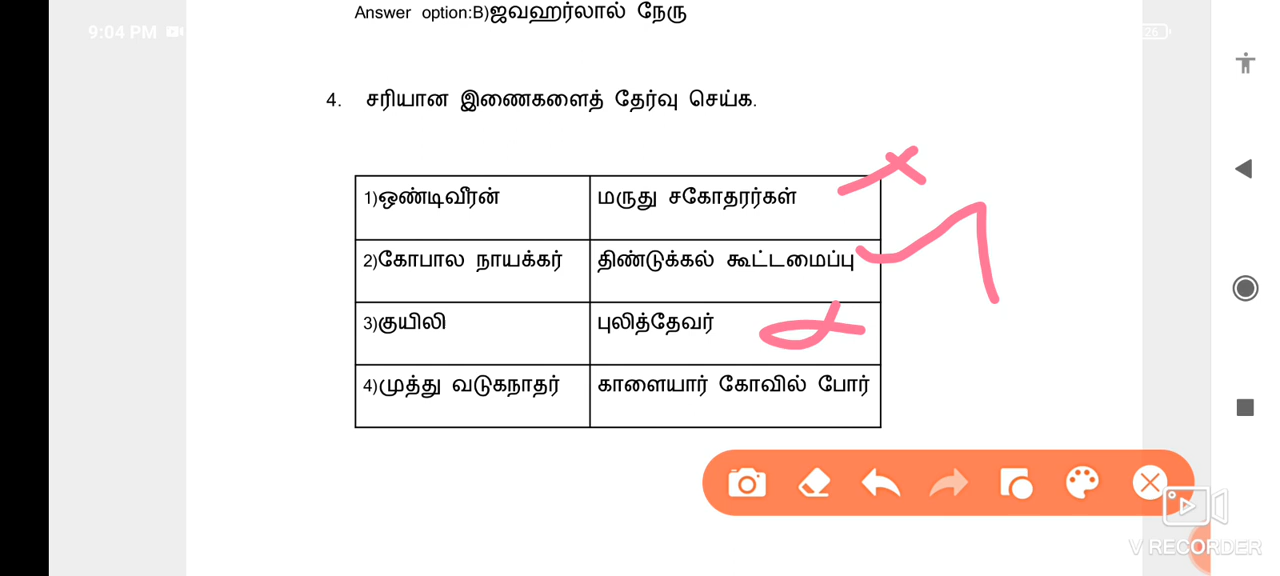 Answer option:B)ஜவஹர்லால் நேரு
9:04 PM
26
4. சரியான இணைகளைத் தேர்வு செய்க.
1)ஒண்டிவீரன் மருது சகோதரர்கள்
2)கோபால நாயக்கர் திண்டுக்கல் கூட்டமைப்பு
3)குயிலி புலித்தேவர்
4)முத்து வடுகநாதர் காளையார் கோவில் போர்
V RECORDER